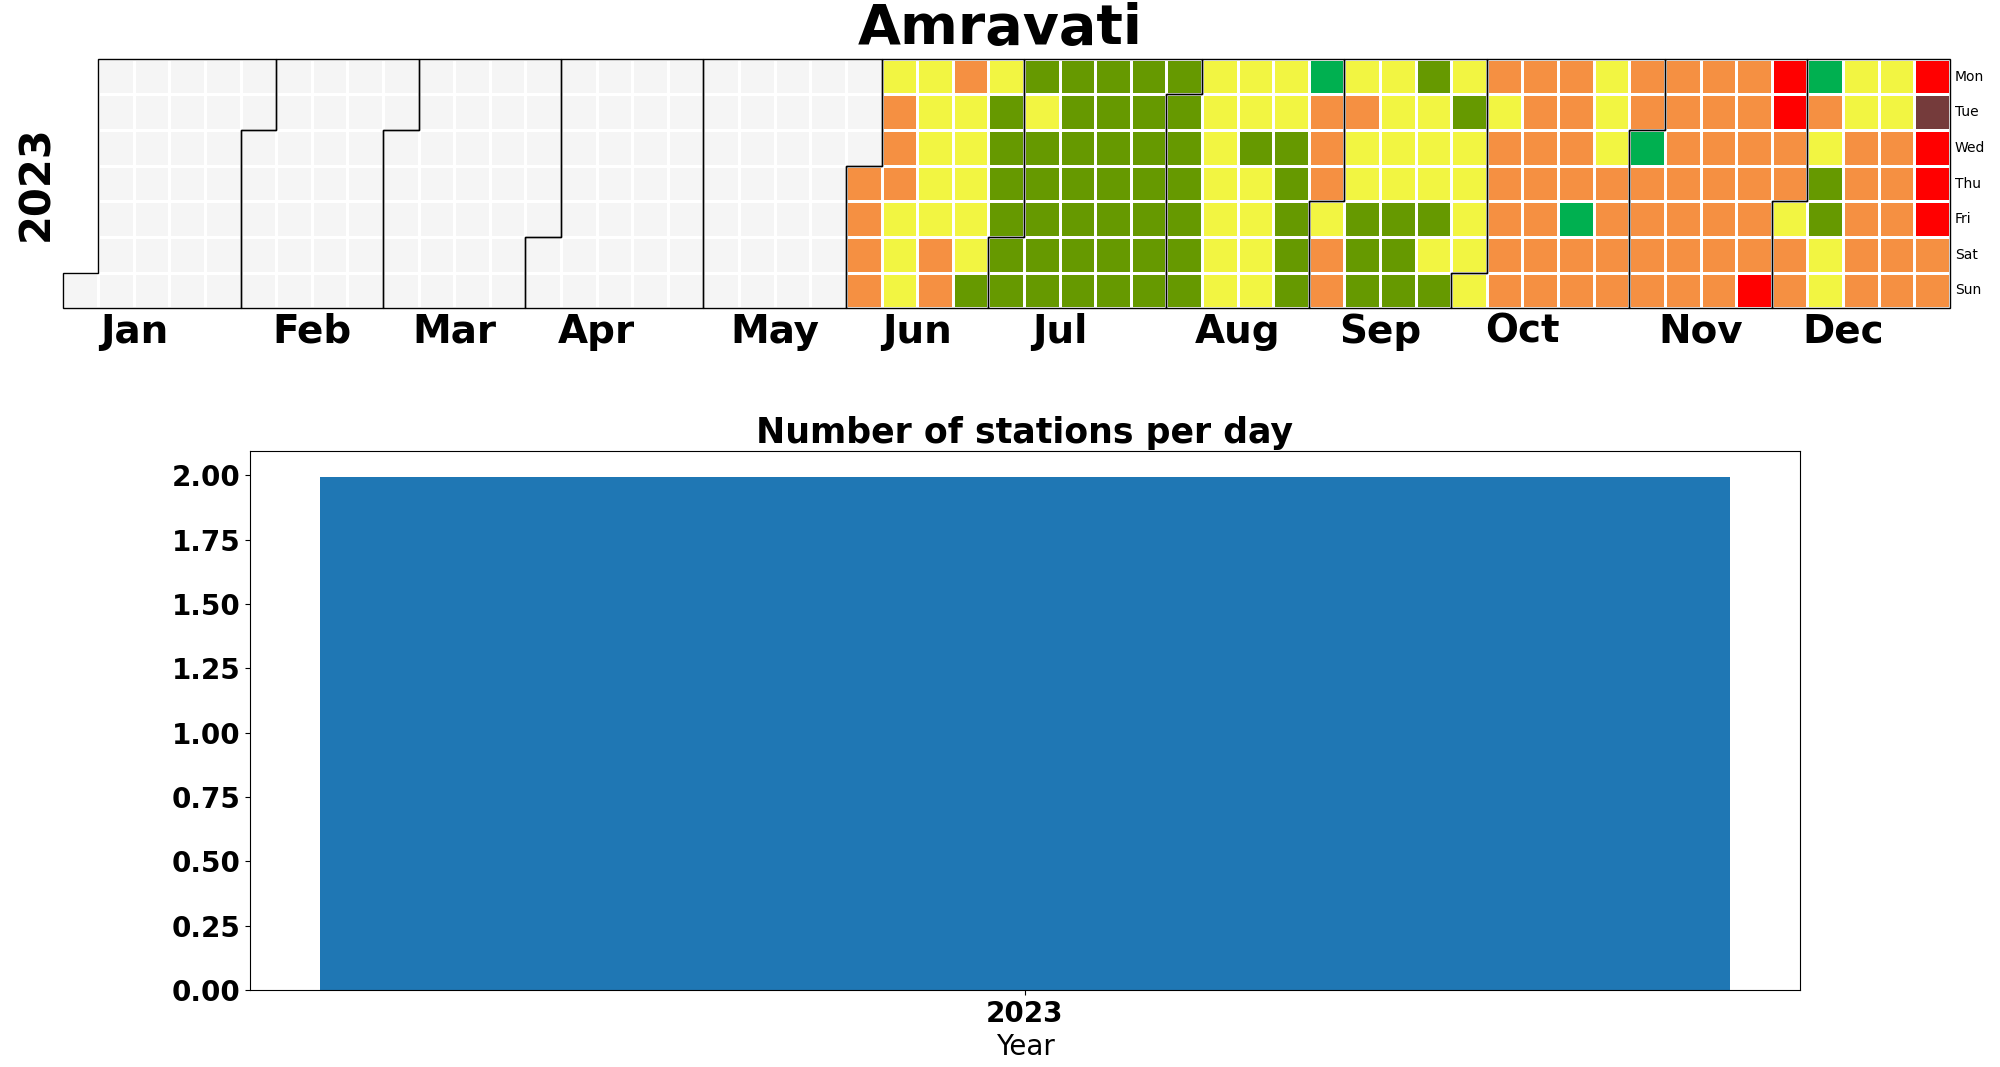 Amravati
2023
Mon
Tue
Wed
Thu
Fri
Sat
Sun
Jan Feb Mar Apr May Jun Jul Aug Sep Oct Nov Dec
Number of stations per day
2.00
1.75
1.50
1.25
1.00
0.75
0.50
0.25
0.00
2023
Year